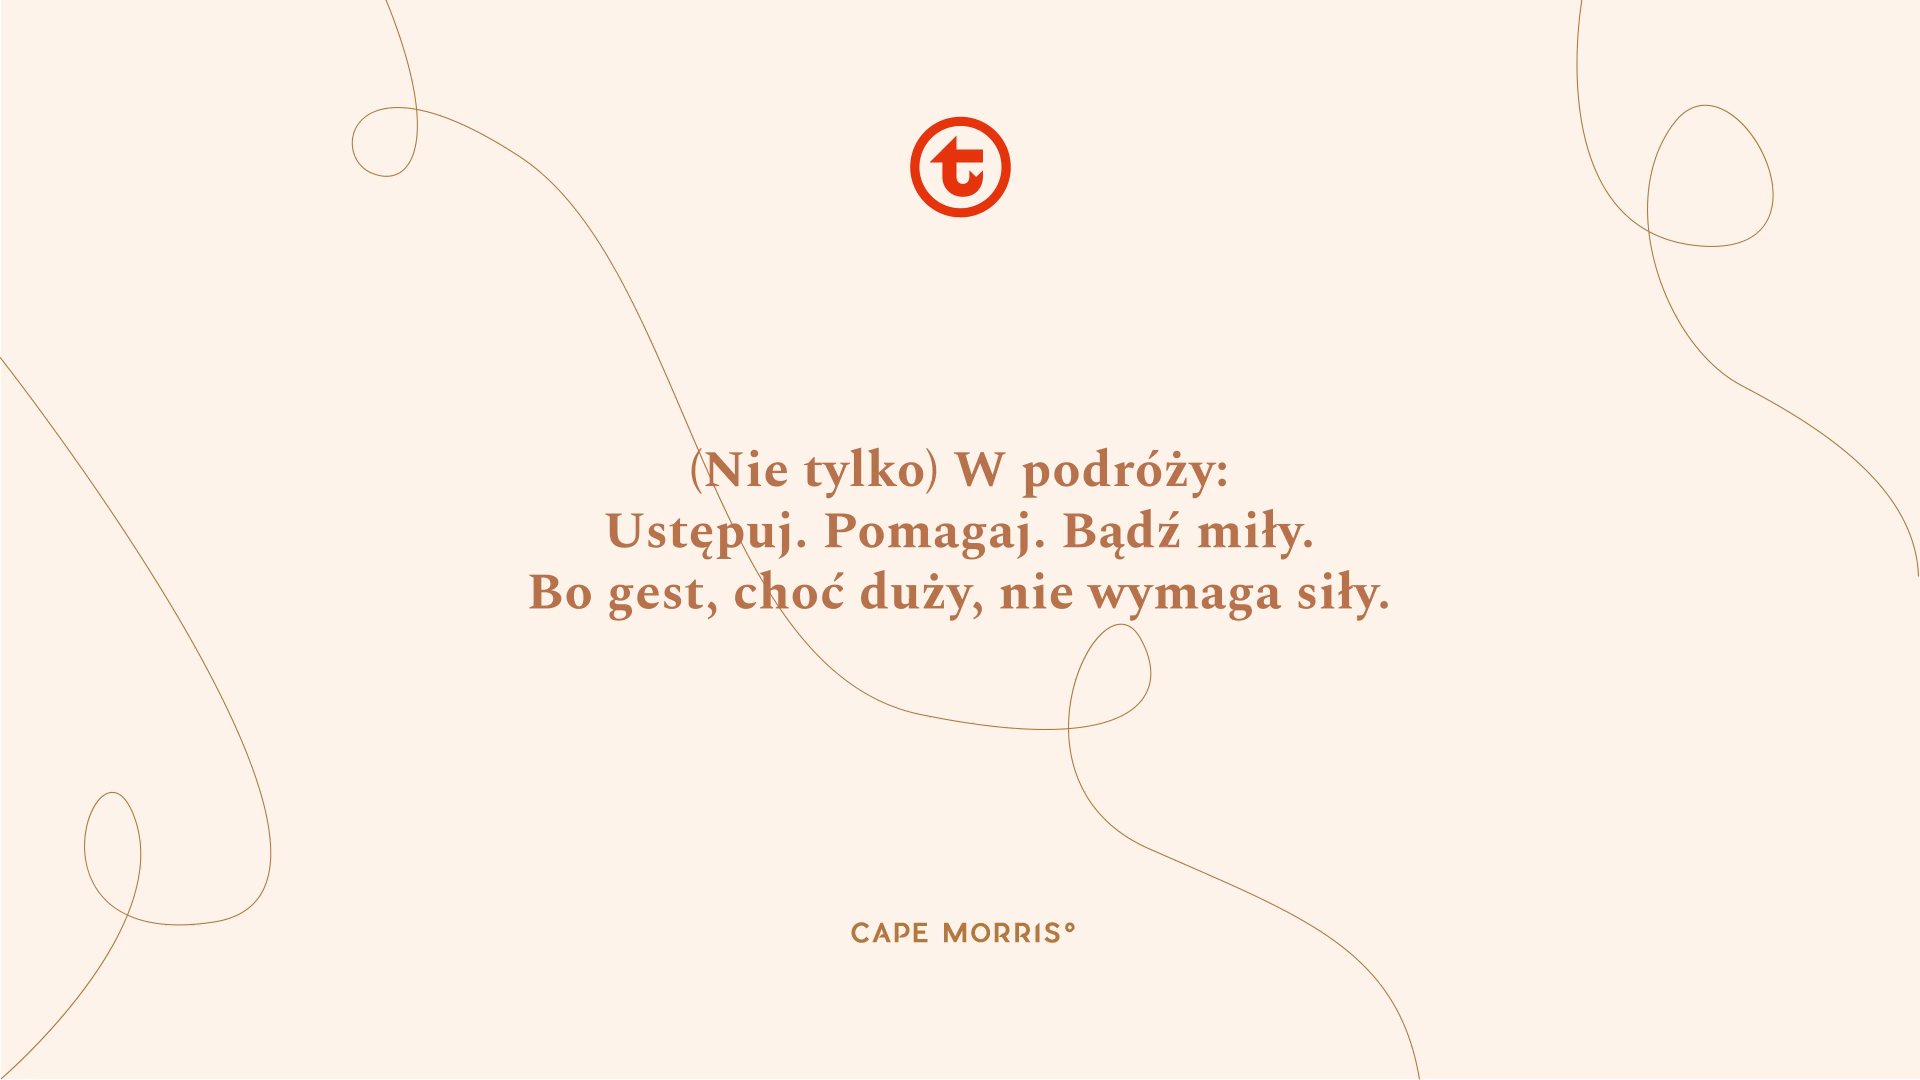 (Nie tylko) W podróży:
Ustępuj. Pomagaj. Bądź miły.
Bo gest, choć duży, nie wymaga siły.
CAPE MORRIS°